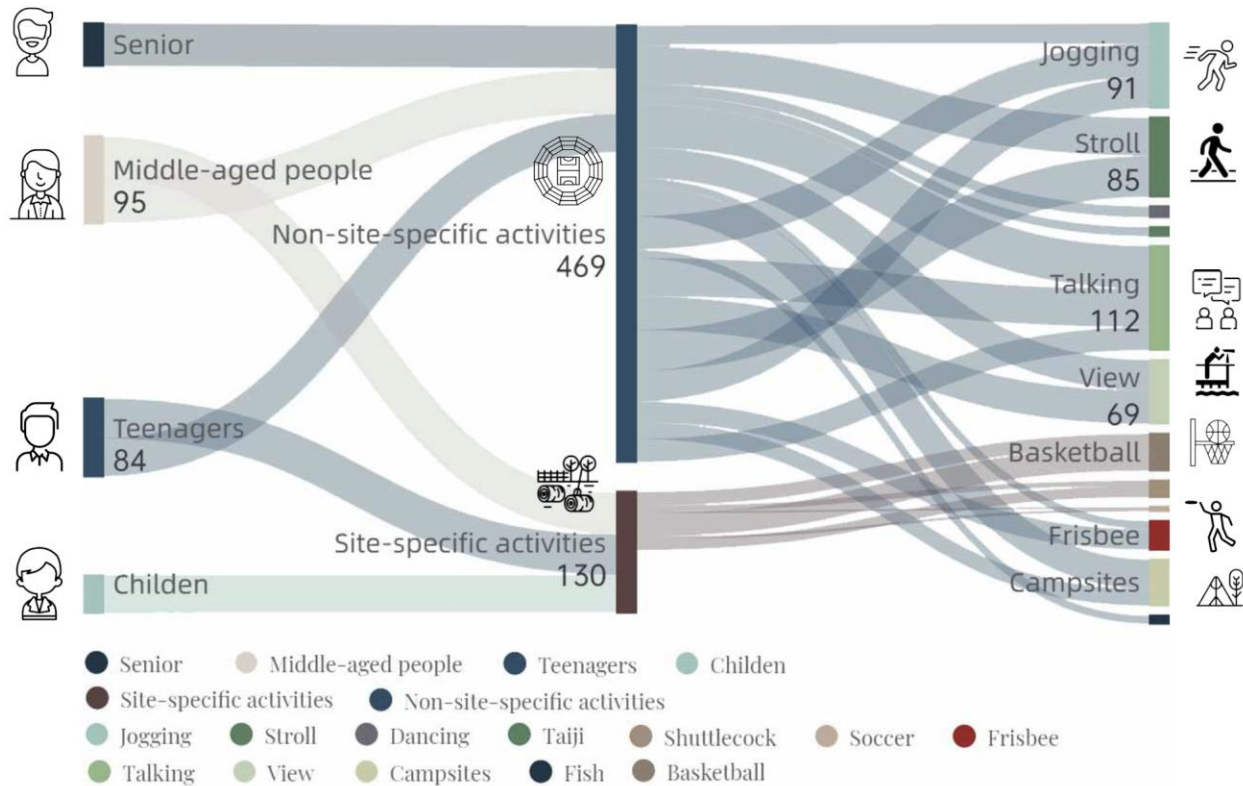 Senior
Middle-aged people
95
Teenagers
84
Childen
Non-site-specific activities
469
Site-specific activities
130
Jogging
91
Stroll
85
Talking
112
View
69
Basketball
Frisbee
Campsites
Senior Middle-aged people Teenagers Childen
Site-specific activities Non-site-specific activities
Jogging Stroll Dancing Taiji Shuttlecock Soccer Frisbee
Talking View Campsites Fish Basketball